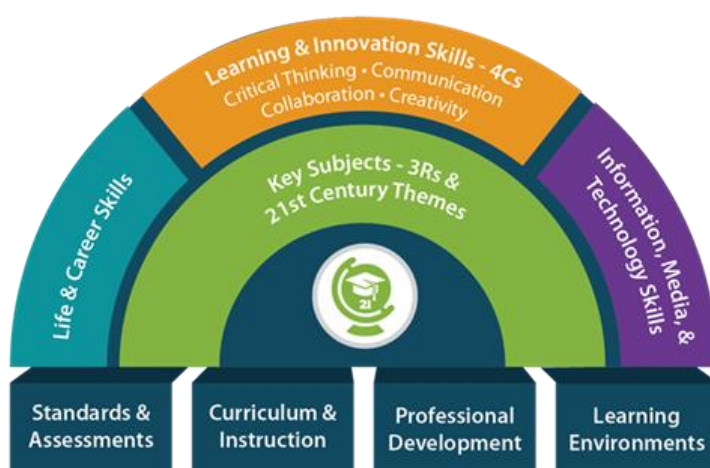 Learning & Innovation Skills - 4Cs
Critical Thinking • Communication
Collaboration • Creativity
Life & Career Skills
Key Subjects - 3Rs &
21st Century Themes
Information, Media, &
Technology Skills
21
Standards &
Assessments
Curriculum &
Instruction
Professional
Development
Learning
Environments